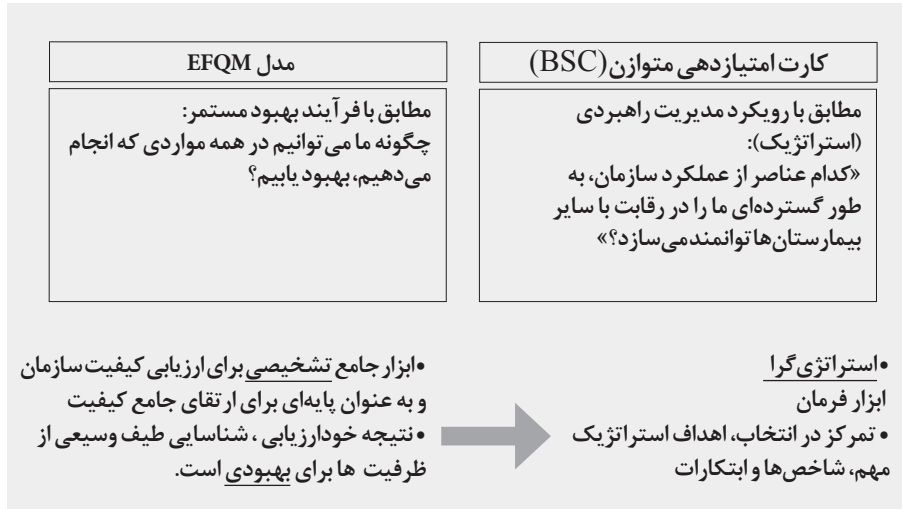 کارت امتیازدهی متوازن (BSC)
مطابق با رویکرد مدیریت راهبردی
(استراتژیک):
«کدام عناصر از عملکرد سازمان، به
طور گسترده‌ای ما را در رقابت با سایر
بیمارستان‌ها توانمند می‌سازد؟»
مدل EFQM
مطابق با فرآیند بهبود مستمر:
چگونه ما می‌توانیم در همه مواردی که انجام
می‌دهیم، بهبود یابیم؟
•استراتژی‌گرا
ابزار فرمان
• تمرکز در انتخاب، اهداف استراتژیک
مهم، شاخص‌ها و ابتکارات
•ابزار جامع تشخیصی برای ارزیابی کیفیت سازمان
و به عنوان پایه‌ای برای ارتقای جامع کیفیت
• نتیجه خودارزیابی ، شناسایی طیف وسیعی از
ظرفیت ها برای بهبودی است.